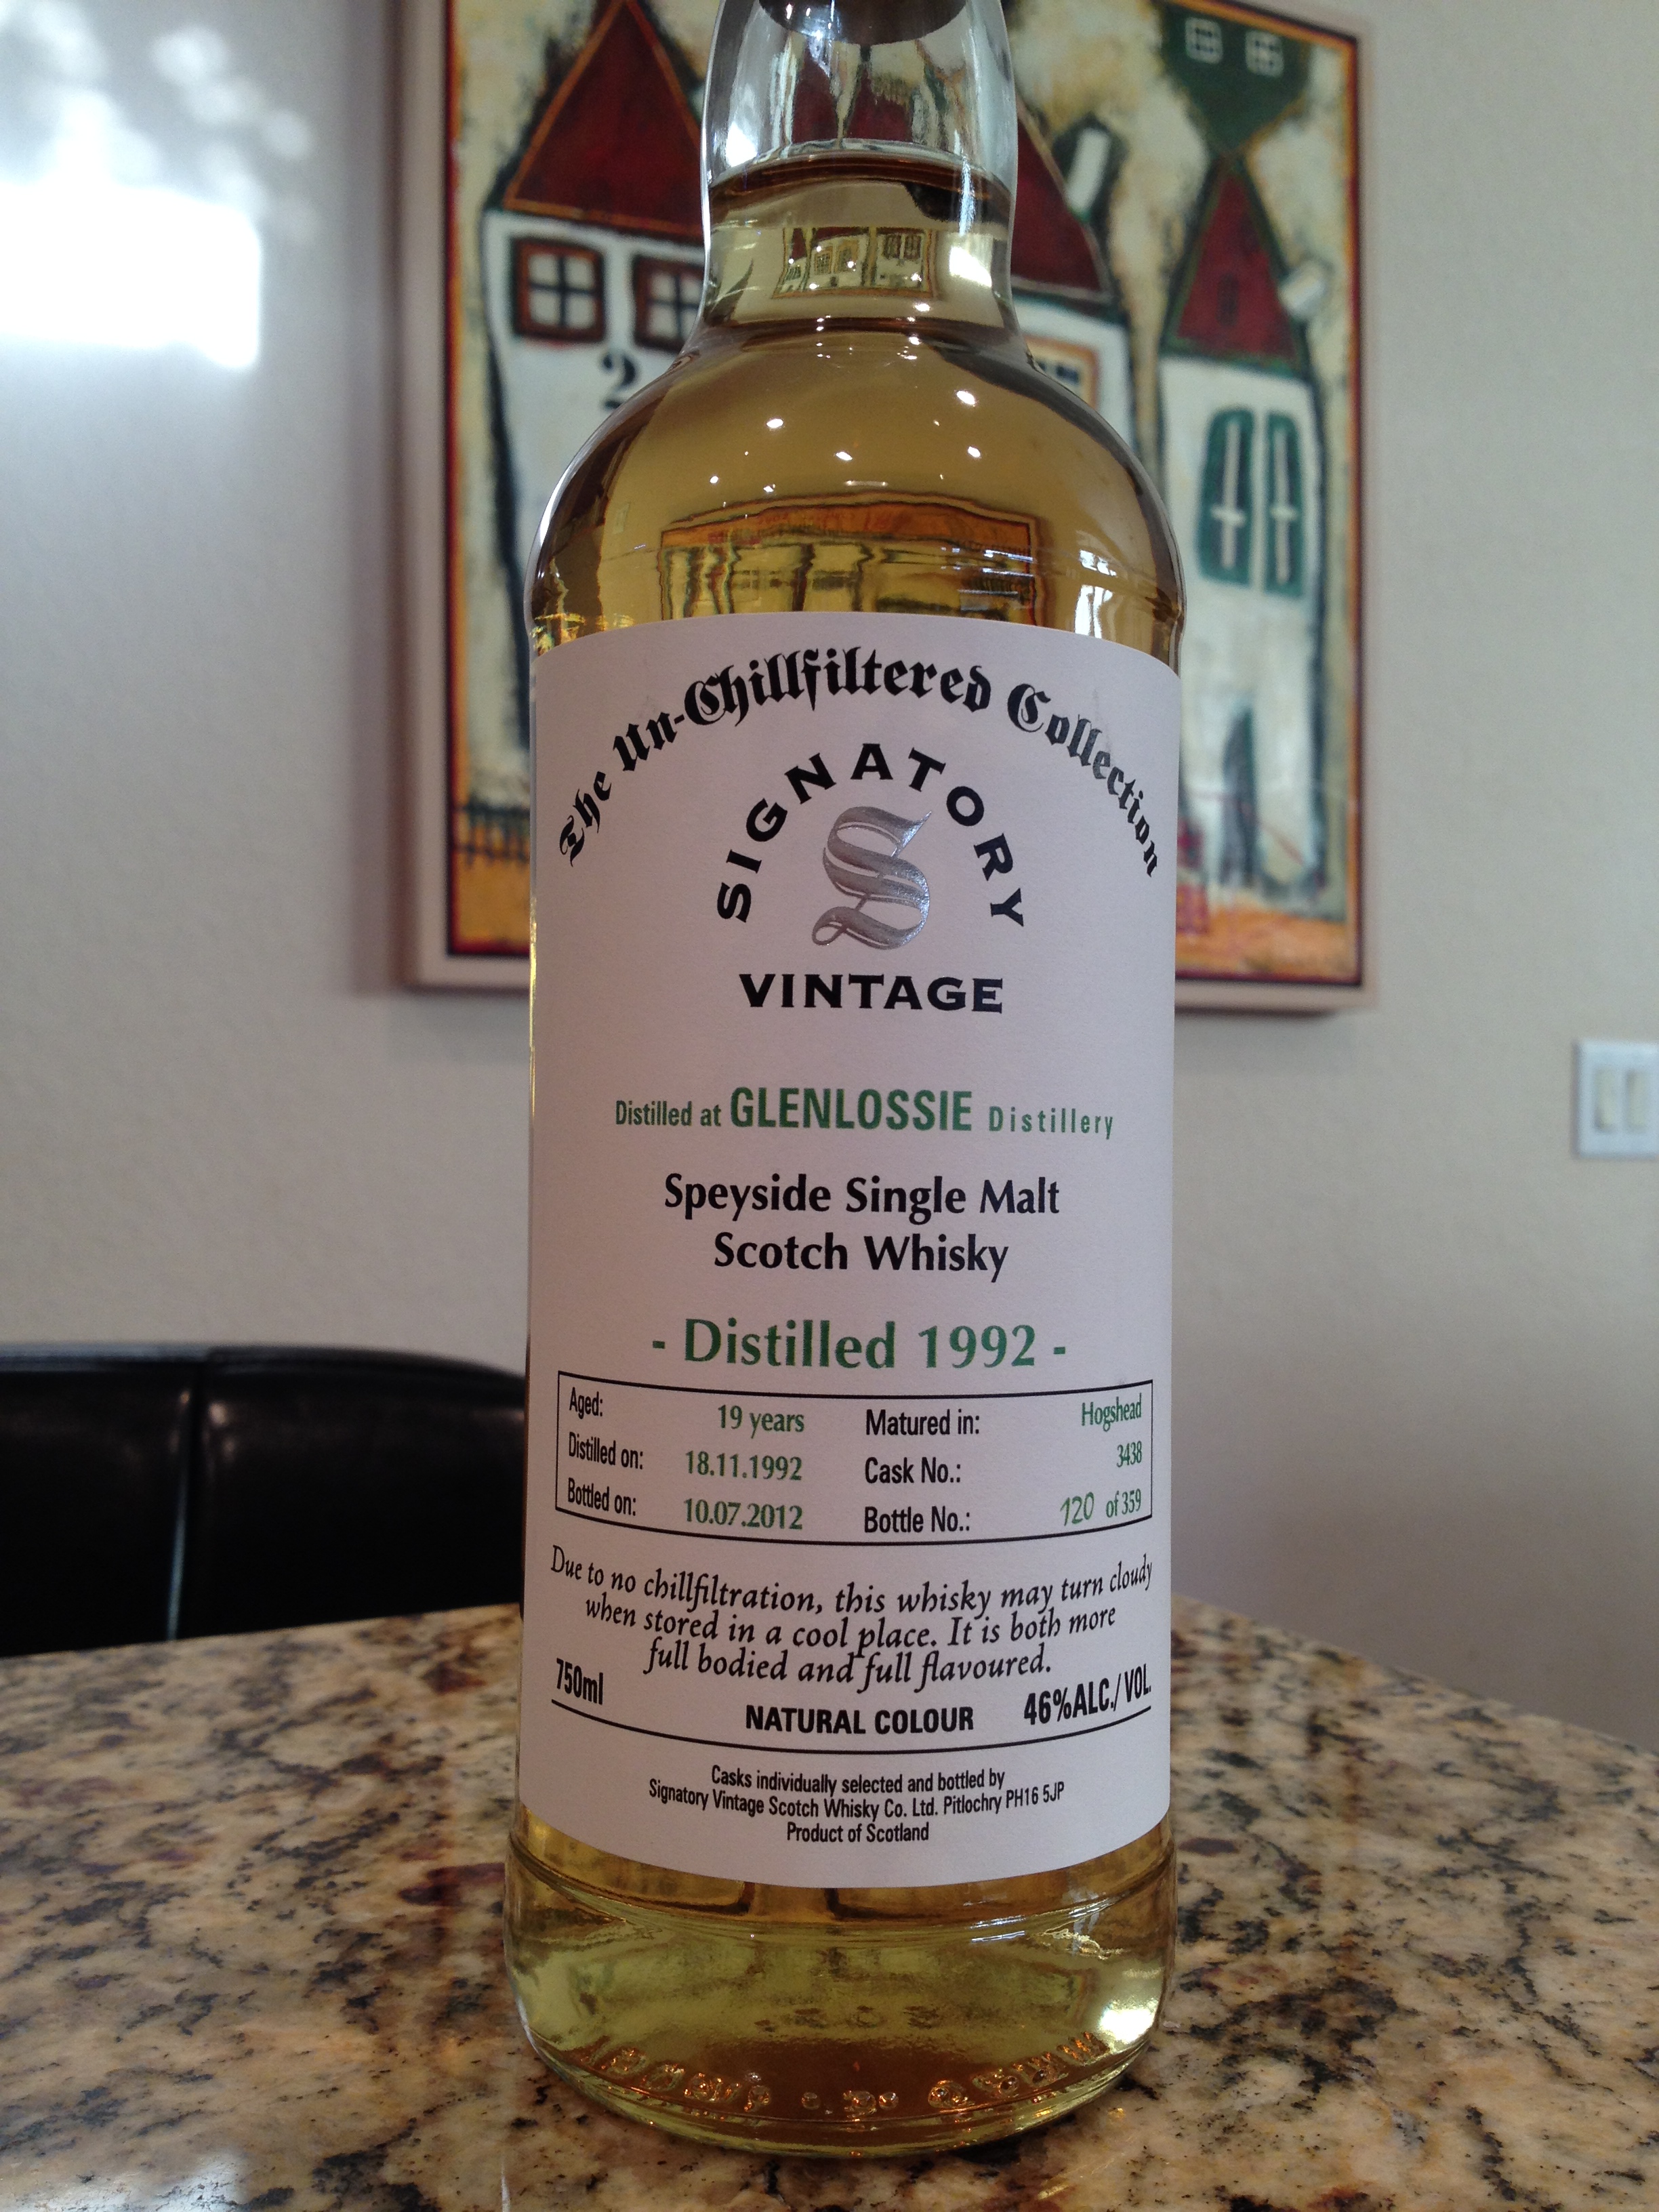 The Un-Chillfiltered Collection
SIGNATORY
S
VINTAGE
Distilled at GLENLOSSIE Distillery
Speyside Single Malt
Scotch Whisky
- Distilled 1992 -
Aged: 19 years Matured in: Hogshead
Distilled on: 18.11.1992 Cask No.: 3438
Bottled on: 10.07.2012 Bottle No.: 120 of 359
Due to no chillfiltration, this whisky may turn cloudy
when stored in a cool place. It is both more
full bodied and full flavoured.
750ml NATURAL COLOUR 46%ALC./VOL.
Casks individually selected and bottled by
Signatory Vintage Scotch Whisky Co. Ltd. Pitlochry PH16 5JP
Product of Scotland
2